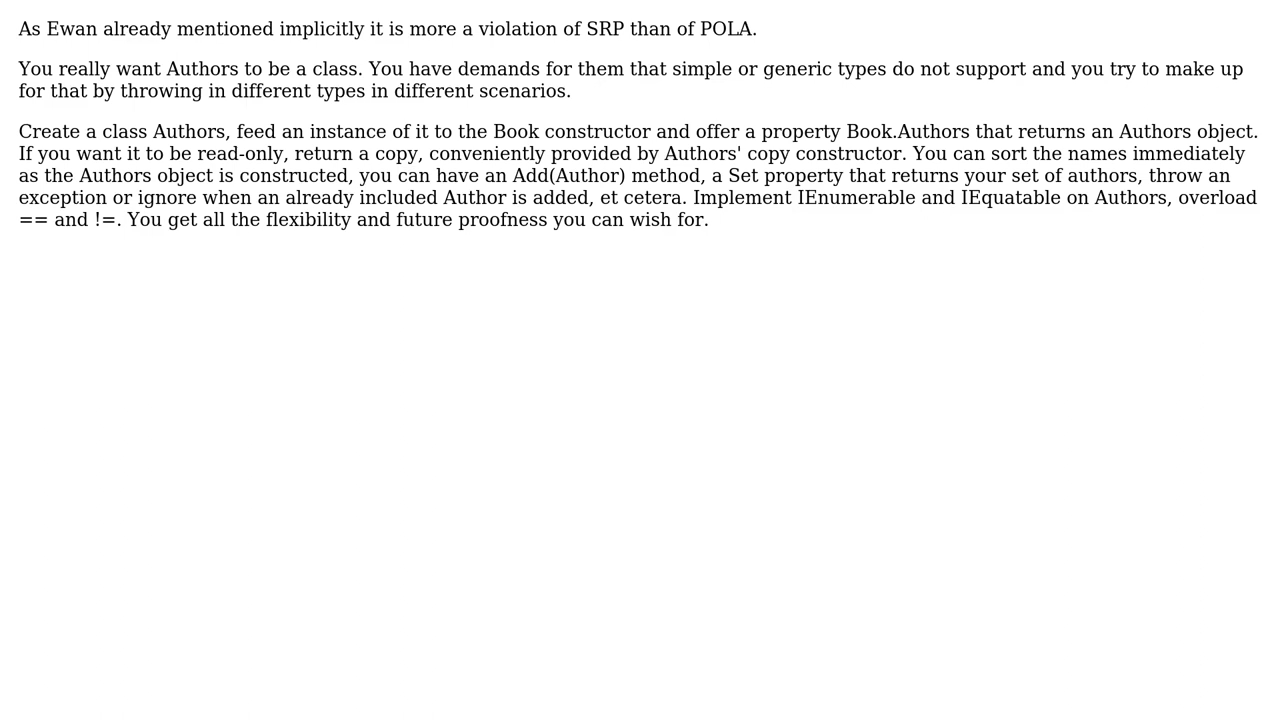 As Ewan already mentioned implicitly it is more a violation of SRP than of POLA.
You really want Authors to be a class. You have demands for them that simple or generic types do not support and you try to make up
for that by throwing in different types in different scenarios.
Create a class Authors, feed an instance of it to the Book constructor and offer a property Book.Authors that returns an Authors object.
If you want it to be read-only, return a copy, conveniently provided by Authors' copy constructor. You can sort the names immediately
as the Authors object is constructed, you can have an Add(Author) method, a Set property that returns your set of authors, throw an
exception or ignore when an already included Author is added, et cetera. Implement IEnumerable and IEquatable on Authors, overload
== and !=. You get all the flexibility and future proofness you can wish for.